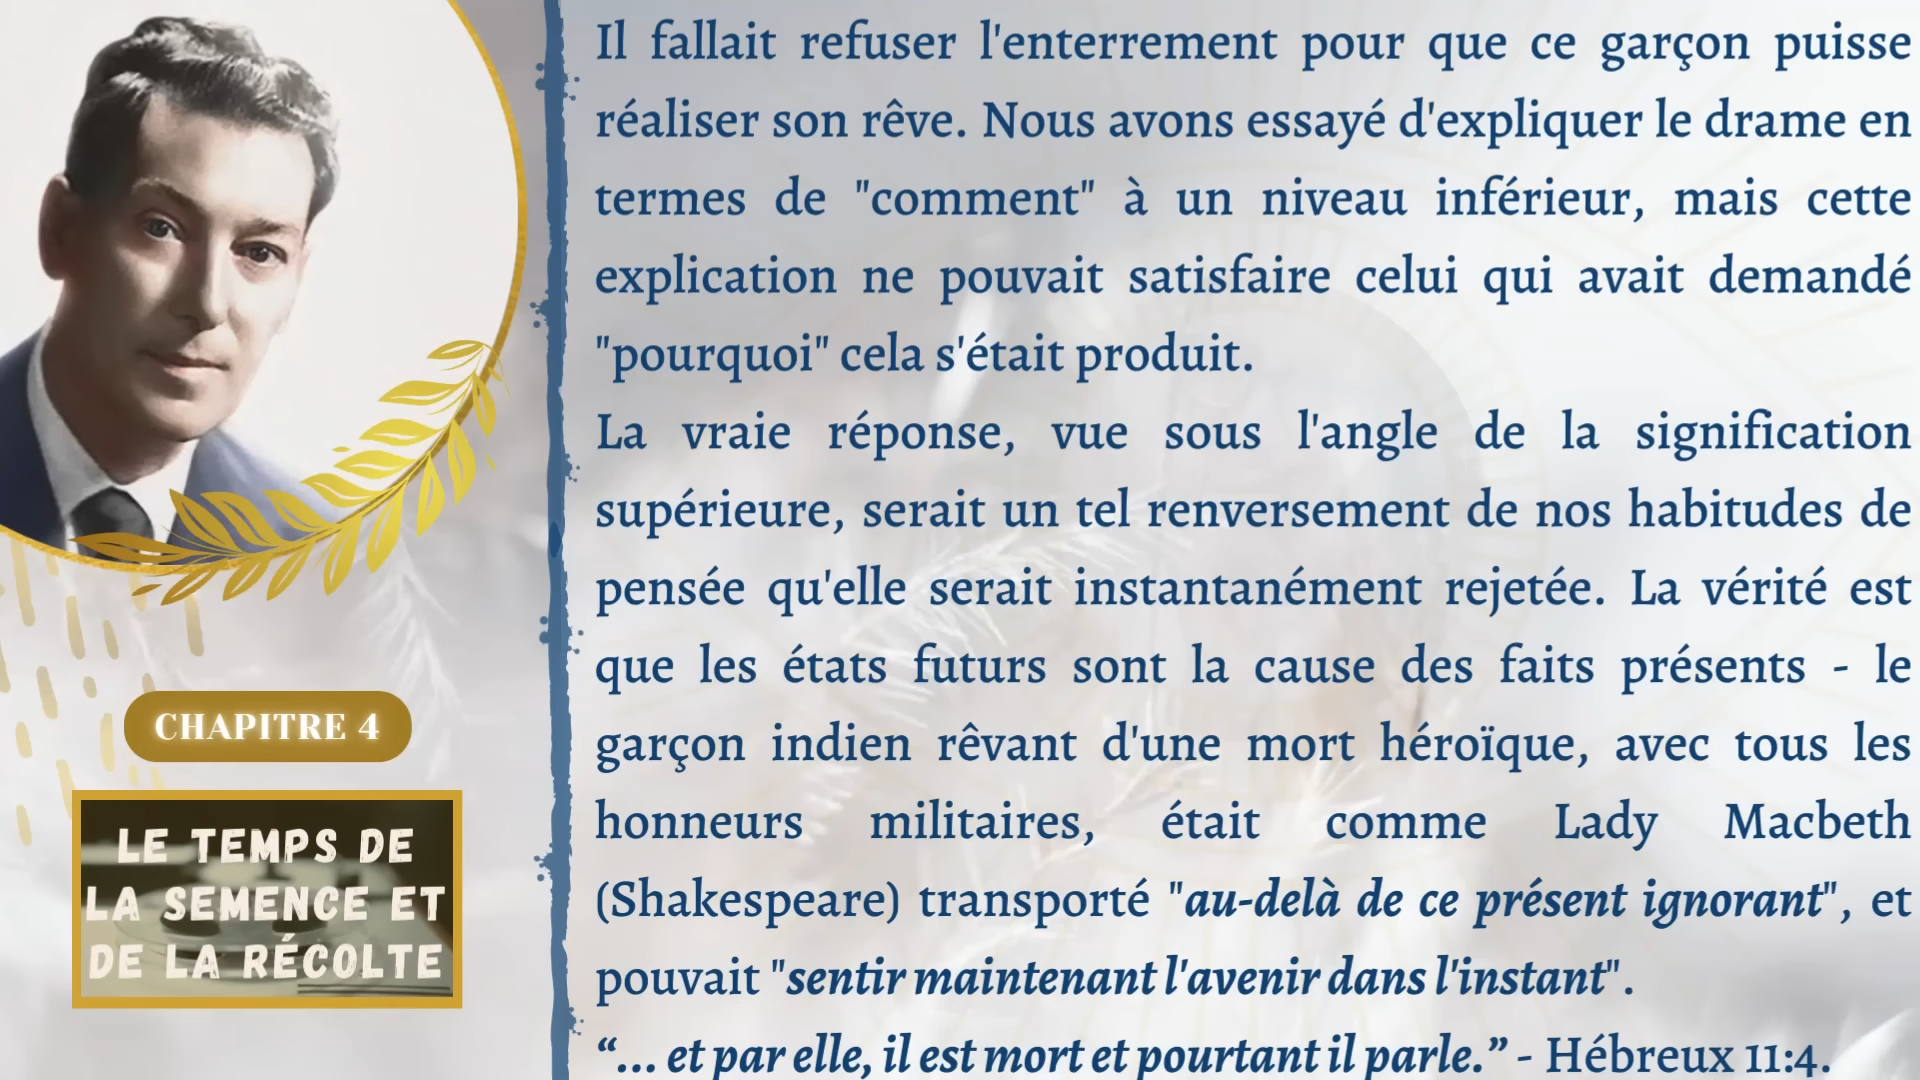 CHAPITRE 4
LE TEMPS DE
LA SEMENCE ET
DE LA RÉCOLTE
Il fallait refuser l'enterrement pour que ce garçon puisse
réaliser son rêve. Nous avons essayé d'expliquer le drame en
termes de "comment" à un niveau inférieur, mais cette
explication ne pouvait satisfaire celui qui avait demandé
"pourquoi" cela s'était produit.
La vraie réponse, vue sous l'angle de la signification
supérieure, serait un tel renversement de nos habitudes de
pensée qu'elle serait instantanément rejetée. La vérité est
que les états futurs sont la cause des faits présents - le
garçon indien rêvant d'une mort héroïque, avec tous les
honneurs militaires, était comme Lady Macbeth
(Shakespeare) transporté "au-delà de ce présent ignorant", et
pouvait "sentir maintenant l'avenir dans l'instant".
“... et par elle, il est mort et pourtant il parle.” - Hébreux 11:4.